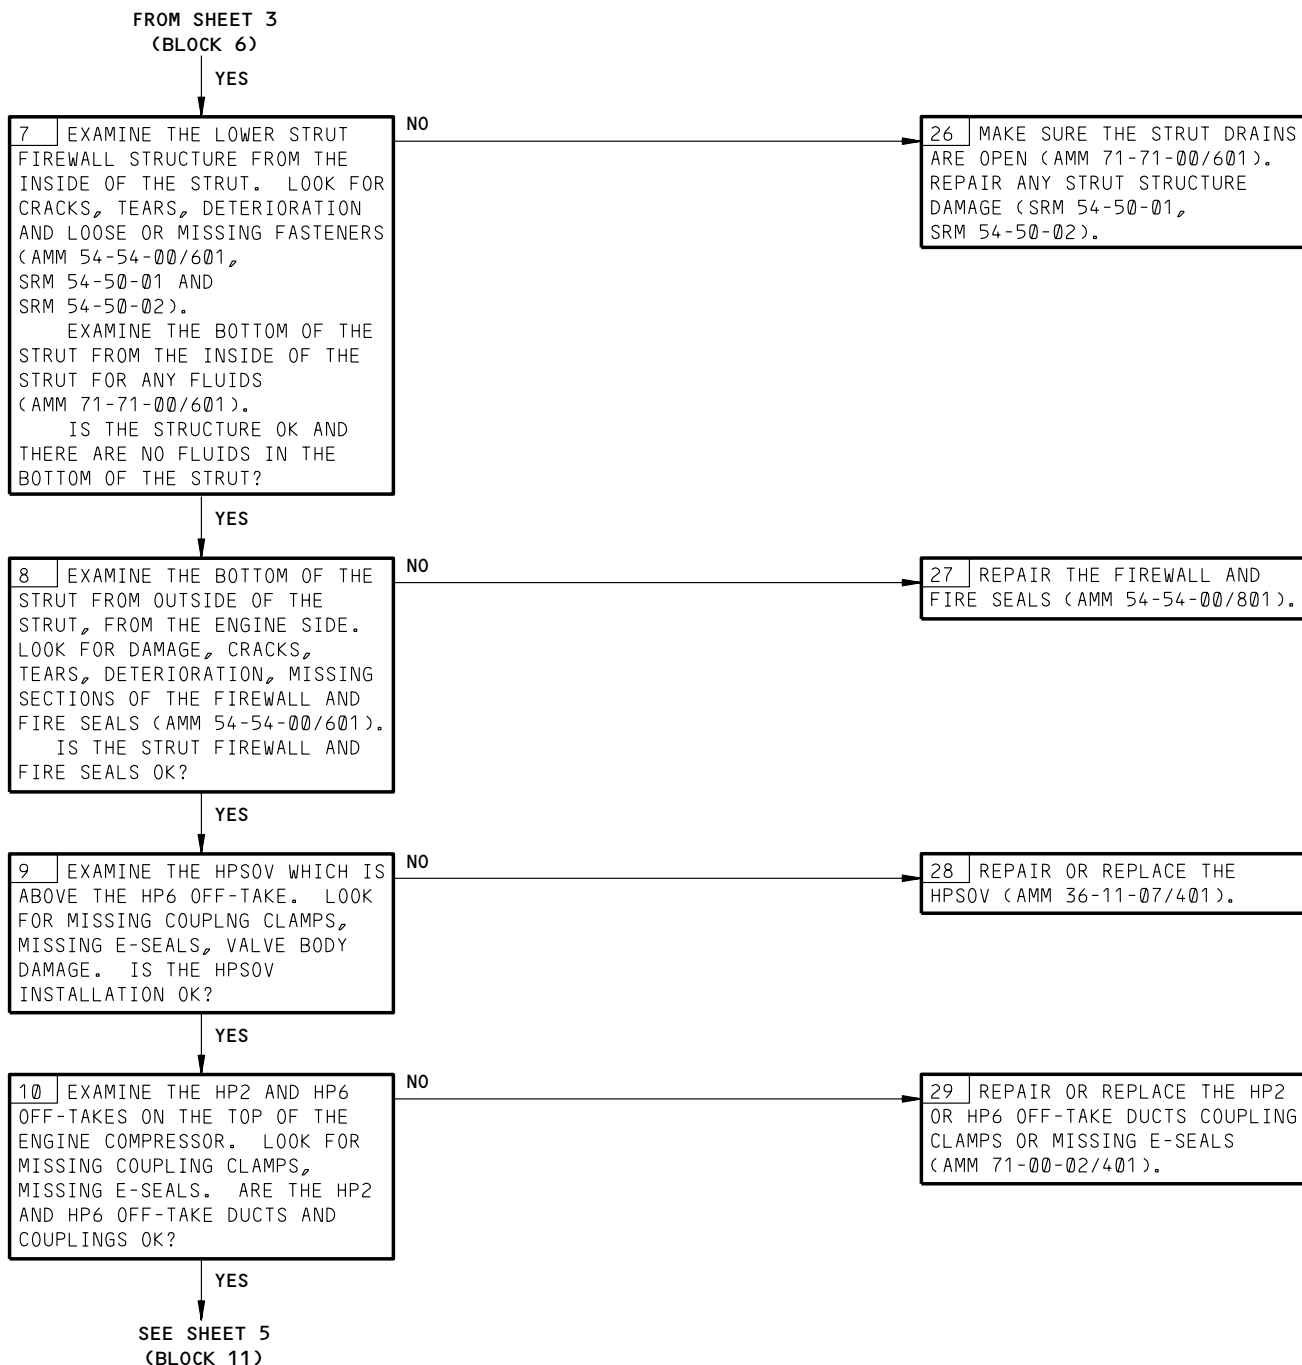 FROM SHEET 3
(BLOCK 6)
YES
7 EXAMINE THE LOWER STRUT
FIREWALL STRUCTURE FROM THE
INSIDE OF THE STRUT. LOOK FOR
CRACKS, TEARS, DETERIORATION
AND LOOSE OR MISSING FASTENERS
(AMM 54-54-00/601,
SRM 54-50-01 AND
SRM 54-50-02).
EXAMINE THE BOTTOM OF THE
STRUT FROM THE INSIDE OF THE
STRUT FOR ANY FLUIDS
(AMM 71-71-00/601).
IS THE STRUCTURE OK AND
THERE ARE NO FLUIDS IN THE
BOTTOM OF THE STRUT?
NO
26 MAKE SURE THE STRUT DRAINS
ARE OPEN (AMM 71-71-00/601).
REPAIR ANY STRUT STRUCTURE
DAMAGE (SRM 54-50-01,
SRM 54-50-02).
YES
8 EXAMINE THE BOTTOM OF THE
STRUT FROM OUTSIDE OF THE
STRUT, FROM THE ENGINE SIDE.
LOOK FOR DAMAGE, CRACKS,
TEARS, DETERIORATION, MISSING
SECTIONS OF THE FIREWALL AND
FIRE SEALS (AMM 54-54-00/601).
IS THE STRUT FIREWALL AND
FIRE SEALS OK?
NO
27 REPAIR THE FIREWALL AND
FIRE SEALS (AMM 54-54-00/801).
YES
9 EXAMINE THE HPSOV WHICH IS
ABOVE THE HP6 OFF-TAKE. LOOK
FOR MISSING COUPLNG CLAMPS,
MISSING E-SEALS, VALVE BODY
DAMAGE. IS THE HPSOV
INSTALLATION OK?
NO
28 REPAIR OR REPLACE THE
HPSOV (AMM 36-11-07/401).
YES
10 EXAMINE THE HP2 AND HP6
OFF-TAKES ON THE TOP OF THE
ENGINE COMPRESSOR. LOOK FOR
MISSING COUPLING CLAMPS,
MISSING E-SEALS. ARE THE HP2
AND HP6 OFF-TAKE DUCTS AND
COUPLINGS OK?
NO
29 REPAIR OR REPLACE THE HP2
OR HP6 OFF-TAKE DUCTS COUPLING
CLAMPS OR MISSING E-SEALS
(AMM 71-00-02/401).
YES
SEE SHEET 5
(BLOCK 11)